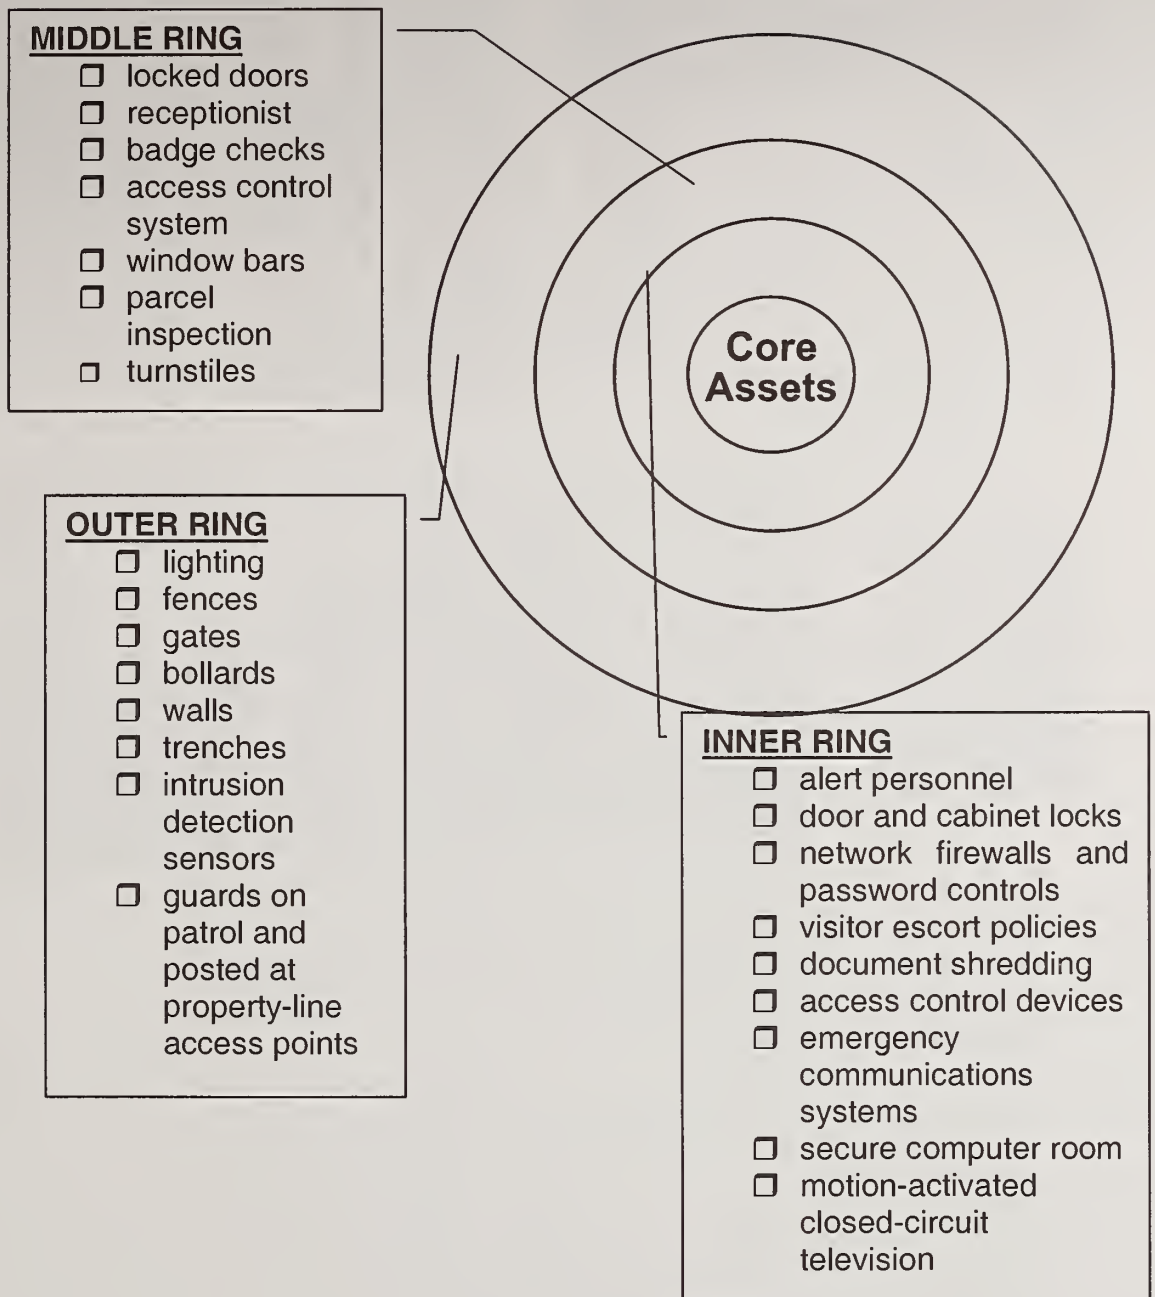 MIDDLE RING
❒ locked doors
❒ receptionist
❒ badge checks
❒ access control
system
❒ window bars
❒ parcel
inspection
❒ turnstiles
Core
Assets
OUTER RING
❒ lighting
❒ fences
❒ gates
❒ bollards
❒ walls
❒ trenches
❒ intrusion
detection
sensors
❒ guards on
patrol and
posted at
property-line
access points
INNER RING
❒ alert personnel
❒ door and cabinet locks
❒ network firewalls and
password controls
❒ visitor escort policies
❒ document shredding
❒ access control devices
❒ emergency
communications
systems
❒ secure computer room
❒ motion-activated
closed-circuit
television